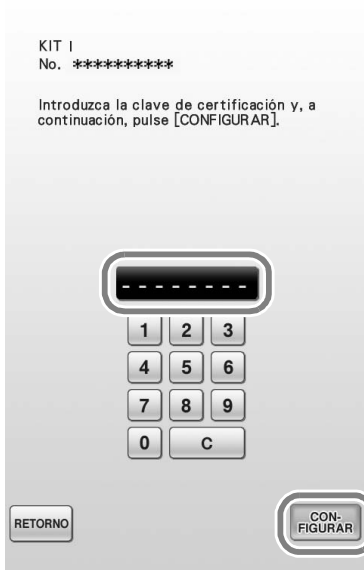 KIT I
No. **********
Introduzca la clave de certificación y, a
continuación, pulse [CONFIGURAR].
- - - - - - - -
1 2 3
4 5 6
7 8 9
0 C
RETORNO
CON-
FIGURAR